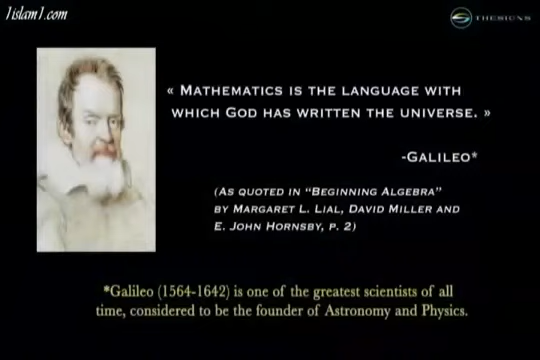 1islam1.com
THESIGNS
« MATHEMATICS IS THE LANGUAGE WITH
WHICH GOD HAS WRITTEN THE UNIVERSE. »
-GALILEO*
(AS QUOTED IN "BEGINNING ALGEBRA"
BY MARGARET L. LIAL, DAVID MILLER AND
E. JOHN HORNSBY, P. 2)
*Galileo (1564-1642) is one of the greatest scientists of all
time, considered to be the founder of Astronomy and Physics.